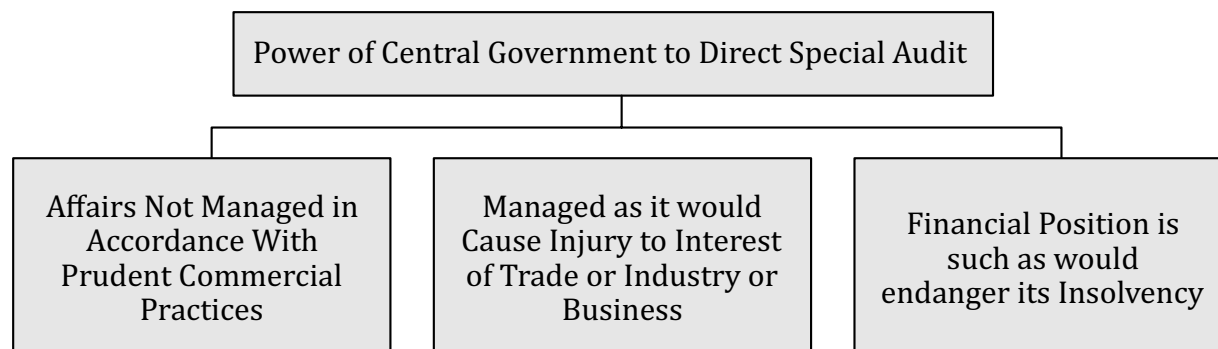 Power of Central Government to Direct Special Audit
Affairs Not Managed in
Accordance With
Prudent Commercial
Practices
Managed as it would
Cause Injury to Interest
of Trade or Industry or
Business
Financial Position is
such as would
endanger its Insolvency